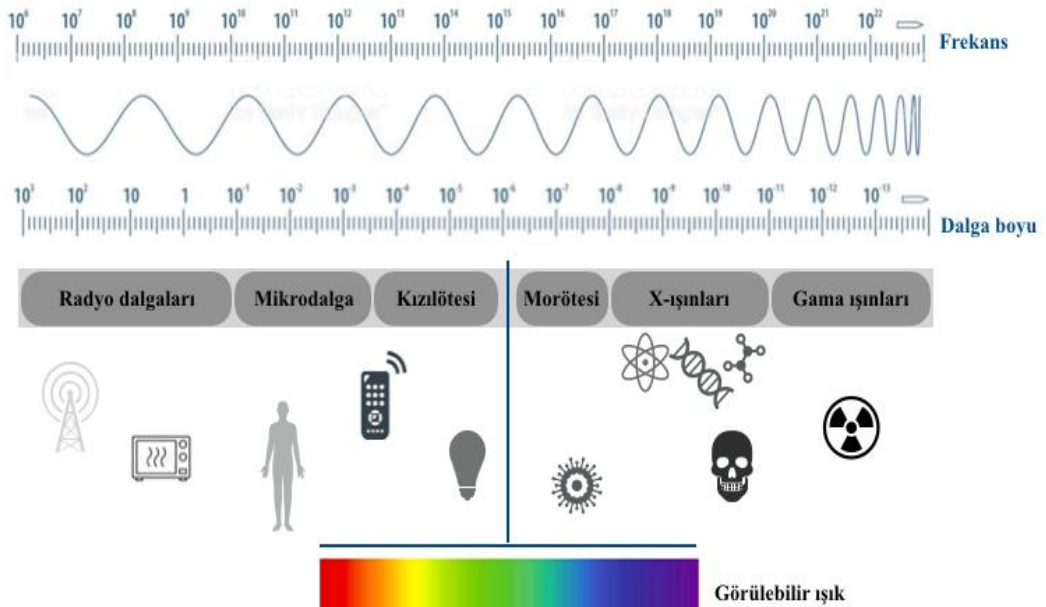 10⁶ 10⁷ 10⁸ 10⁹ 10¹⁰ 10¹¹ 10¹² 10¹³ 10¹⁴ 10¹⁵ 10¹⁶ 10¹⁷ 10¹⁸ 10¹⁹ 10²⁰ 10²¹ 10²²
Frekans
10³ 10² 10 1 10⁻¹ 10⁻² 10⁻³ 10⁻⁴ 10⁻⁵ 10⁻⁶ 10⁻⁷ 10⁻⁸ 10⁻⁹ 10⁻¹⁰ 10⁻¹¹ 10⁻¹² 10⁻¹³
Dalga boyu
Radyo dalgaları Mikrodalga Kızılötesi Morötesi X-ışınları Gama ışınları
Görülebilir ışık